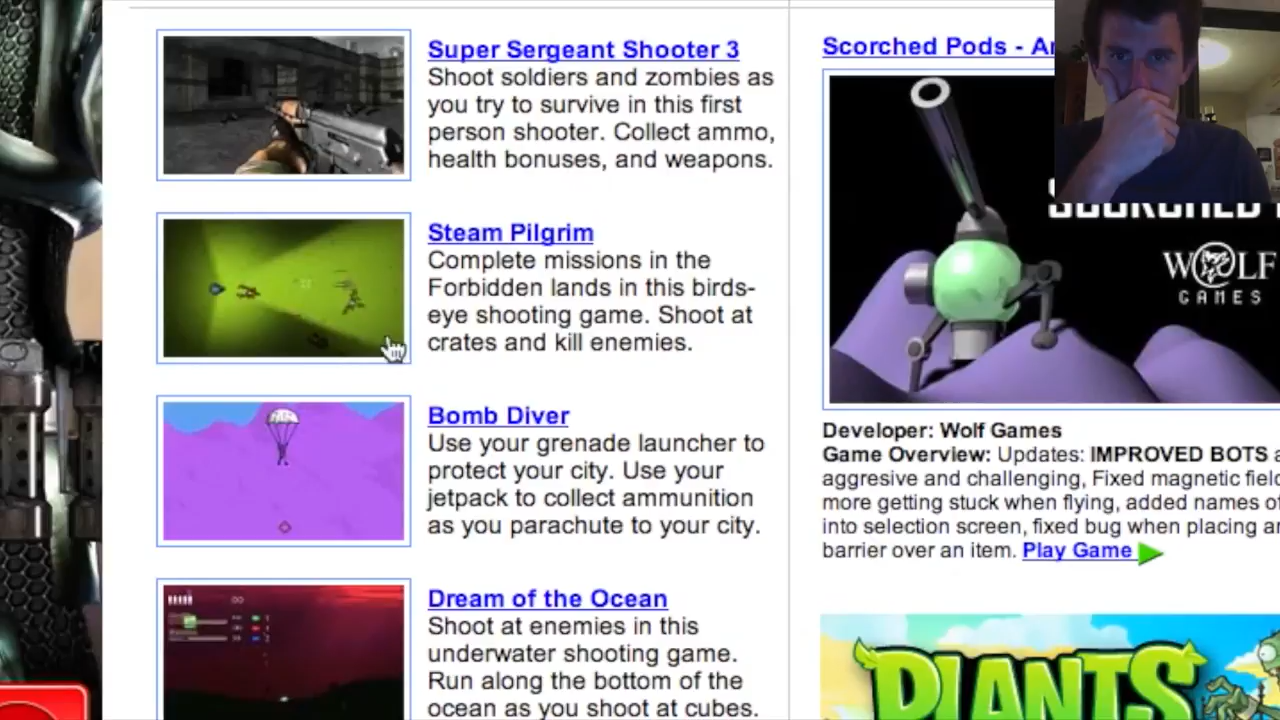 Super Sergeant Shooter 3
Shoot soldiers and zombies as
you try to survive in this first
person shooter. Collect ammo,
health bonuses, and weapons.
Steam Pilgrim
Complete missions in the
Forbidden lands in this birds-
eye shooting game. Shoot at
crates and kill enemies.
Bomb Diver
Use your grenade launcher to
protect your city. Use your
jetpack to collect ammunition
as you parachute to your city.
Dream of the Ocean
Shoot at enemies in this
underwater shooting game.
Run along the bottom of the
ocean as you shoot at cubes.
Scorched Pods -
WOLF
GAMES
Developer: Wolf Games
Game Overview: Updates: IMPROVED BOTS
aggresive and challenging, Fixed magnetic
more getting stuck when flying, added names of
into selection screen, fixed bug when placing
barrier over an item. Play Game
PLANTS